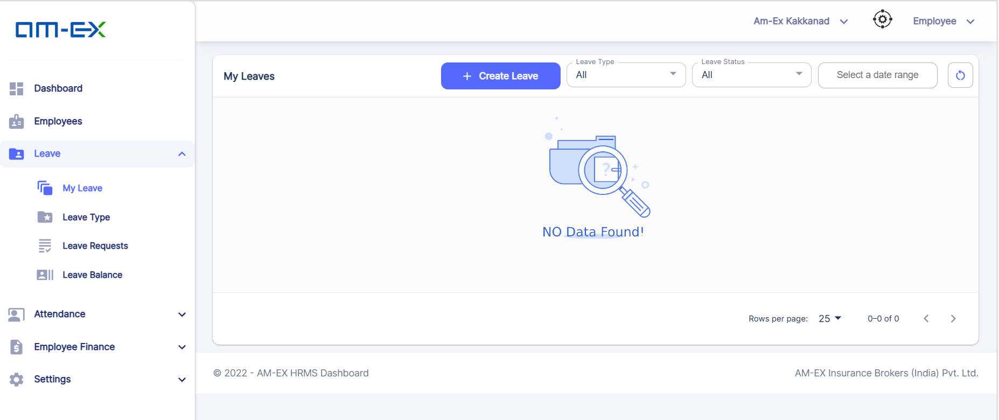 Am-Ex
Am-Ex Kakkanad
Employee
Dashboard
Employees
Leave
My Leave
Leave Type
Leave Requests
Leave Balance
Attendance
Employee Finance
Settings
My Leaves
+ Create Leave
Leave Type
All
Leave Status
All
Select a date range
?
NO Data Found!
Rows per page: 25 0–0 of 0
© 2022 - AM-EX HRMS Dashboard
AM-EX Insurance Brokers (India) Pvt. Ltd.